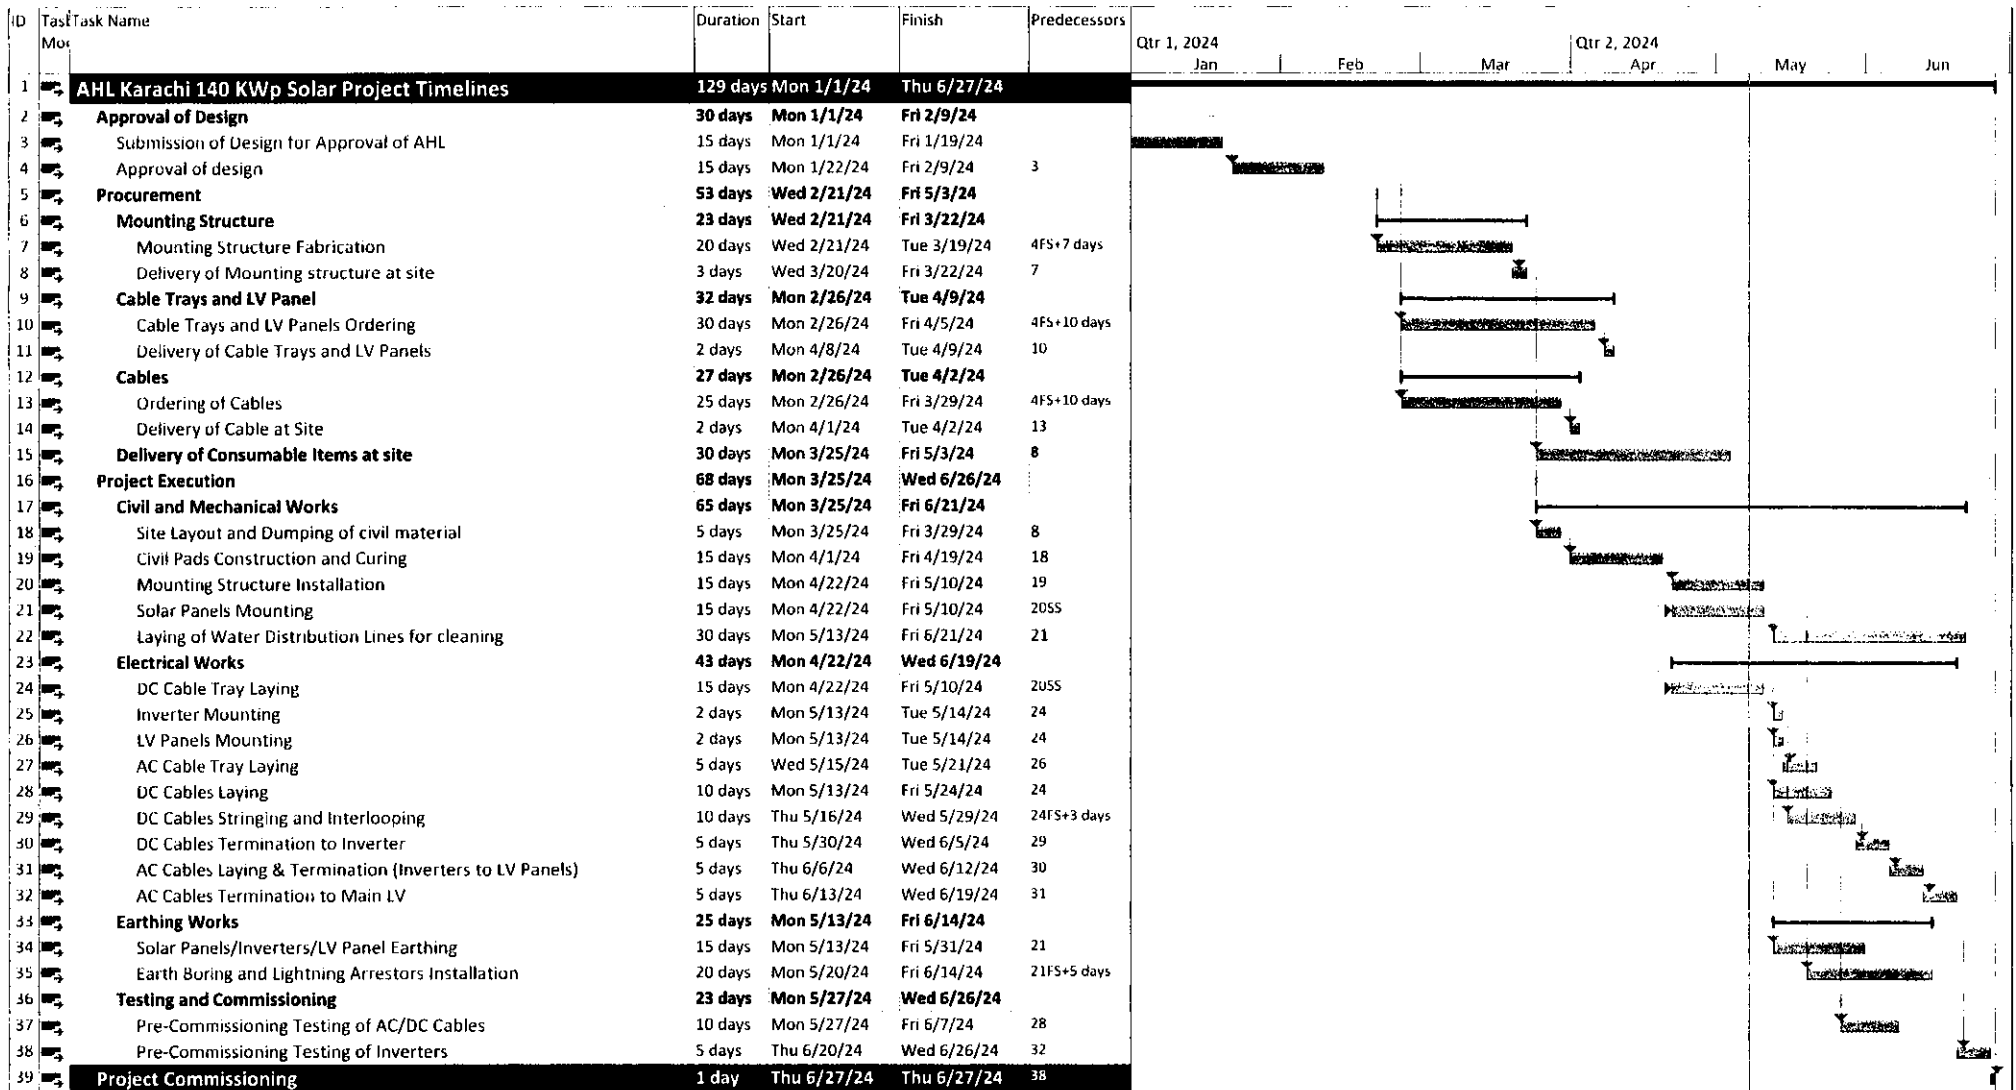 ID Task Task Name Duration Start Finish Predecessors
Qtr 1, 2024 Qtr 2, 2024
Jan Feb Mar Apr May Jun
1 AHL Karachi 140 KWp Solar Project Timelines 129 days Mon 1/1/24 Thu 6/27/24
2 Approval of Design 30 days Mon 1/1/24 Fri 2/9/24
3 Submission of Design for Approval of AHL 15 days Mon 1/1/24 Fri 1/19/24
4 Approval of design 15 days Mon 1/22/24 Fri 2/9/24 3
5 Procurement 53 days Wed 2/21/24 Fri 5/3/24
6 Mounting Structure 23 days Wed 2/21/24 Fri 3/22/24
7 Mounting Structure Fabrication 20 days Wed 2/21/24 Tue 3/19/24 4FS+7 days
8 Delivery of Mounting structure at site 3 days Wed 3/20/24 Fri 3/22/24 7
9 Cable Trays and LV Panel 32 days Mon 2/26/24 Tue 4/9/24
10 Cable Trays and LV Panels Ordering 30 days Mon 2/26/24 Fri 4/5/24 4FS+10 days
11 Delivery of Cable Trays and LV Panels 2 days Mon 4/8/24 Tue 4/9/24 10
12 Cables 27 days Mon 2/26/24 Tue 4/2/24
13 Ordering of Cables 25 days Mon 2/26/24 Fri 3/29/24 4FS+10 days
14 Delivery of Cable at Site 2 days Mon 4/1/24 Tue 4/2/24 13
15 Delivery of Consumable Items at site 30 days Mon 3/25/24 Fri 5/3/24 8
16 Project Execution 68 days Mon 3/25/24 Wed 6/26/24
17 Civil and Mechanical Works 65 days Mon 3/25/24 Fri 6/21/24
18 Site Layout and Dumping of civil material 5 days Mon 3/25/24 Fri 3/29/24 8
19 Civil Pads Construction and Curing 15 days Mon 4/1/24 Fri 4/19/24 18
20 Mounting Structure Installation 15 days Mon 4/22/24 Fri 5/10/24 19
21 Solar Panels Mounting 15 days Mon 4/22/24 Fri 5/10/24 20SS
22 Laying of Water Distribution Lines for cleaning 30 days Mon 5/13/24 Fri 6/21/24 21
23 Electrical Works 43 days Mon 4/22/24 Wed 6/19/24
24 DC Cable Tray Laying 15 days Mon 4/22/24 Fri 5/10/24 20SS
25 Inverter Mounting 2 days Mon 5/13/24 Tue 5/14/24 24
26 LV Panels Mounting 2 days Mon 5/13/24 Tue 5/14/24 24
27 AC Cable Tray Laying 5 days Wed 5/15/24 Tue 5/21/24 26
28 DC Cables Laying 10 days Mon 5/13/24 Fri 5/24/24 24
29 DC Cables Stringing and Interlooping 10 days Thu 5/16/24 Wed 5/29/24 24FS+3 days
30 DC Cables Termination to Inverter 5 days Thu 5/30/24 Wed 6/5/24 29
31 AC Cables Laying & Termination (Inverters to LV Panels) 5 days Thu 6/6/24 Wed 6/12/24 30
32 AC Cables Termination to Main LV 5 days Thu 6/13/24 Wed 6/19/24 31
33 Earthing Works 25 days Mon 5/13/24 Fri 6/14/24
34 Solar Panels/Inverters/LV Panel Earthing 15 days Mon 5/13/24 Fri 5/31/24 21
35 Earth Boring and Lightning Arrestors Installation 20 days Mon 5/20/24 Fri 6/14/24 21FS+5 days
36 Testing and Commissioning 23 days Mon 5/27/24 Wed 6/26/24
37 Pre-Commissioning Testing of AC/DC Cables 10 days Mon 5/27/24 Fri 6/7/24 28
38 Pre-Commissioning Testing of Inverters 5 days Thu 6/20/24 Wed 6/26/24 32
39 Project Commissioning 1 day Thu 6/27/24 Thu 6/27/24 38